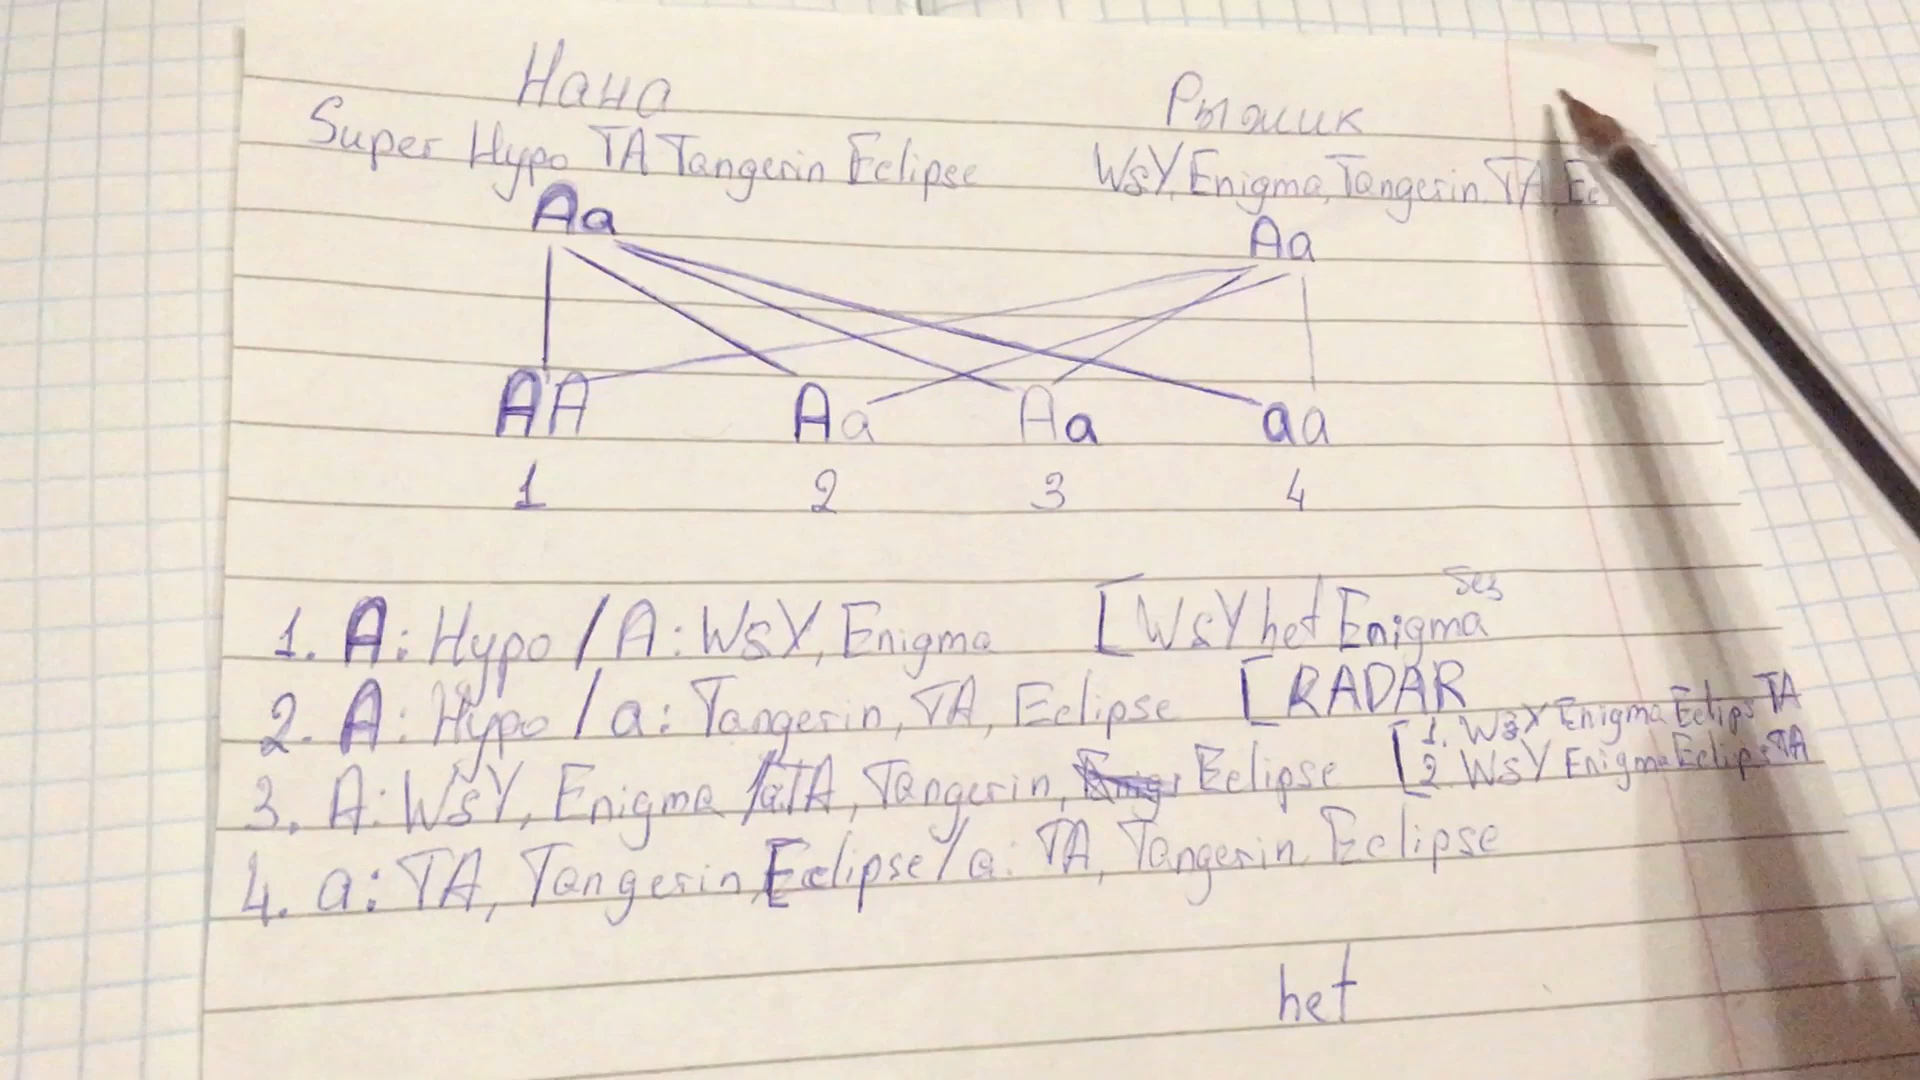 Нана Рыжик
Super Hypo TA Tangerin Eclipse WsY, Enigma, Tangerin, TA, Ec
Aa Aa
AA Aa Aa aa
1 2 3 4
1. A: Hypo / A: WsY, Enigma [WsY het Enigma без
2. A: Hypo / a: Tangerin, TA, Eclipse [RADAR
3. A: WsY, Enigma /a:TA, Tangerin, Eclipse [1. WsY Enigma Eclips TA
2 WsY Enigma Eclips TA
4. a: TA, Tangerin, Eclipse / a: TA, Tangerin, Eclipse
het